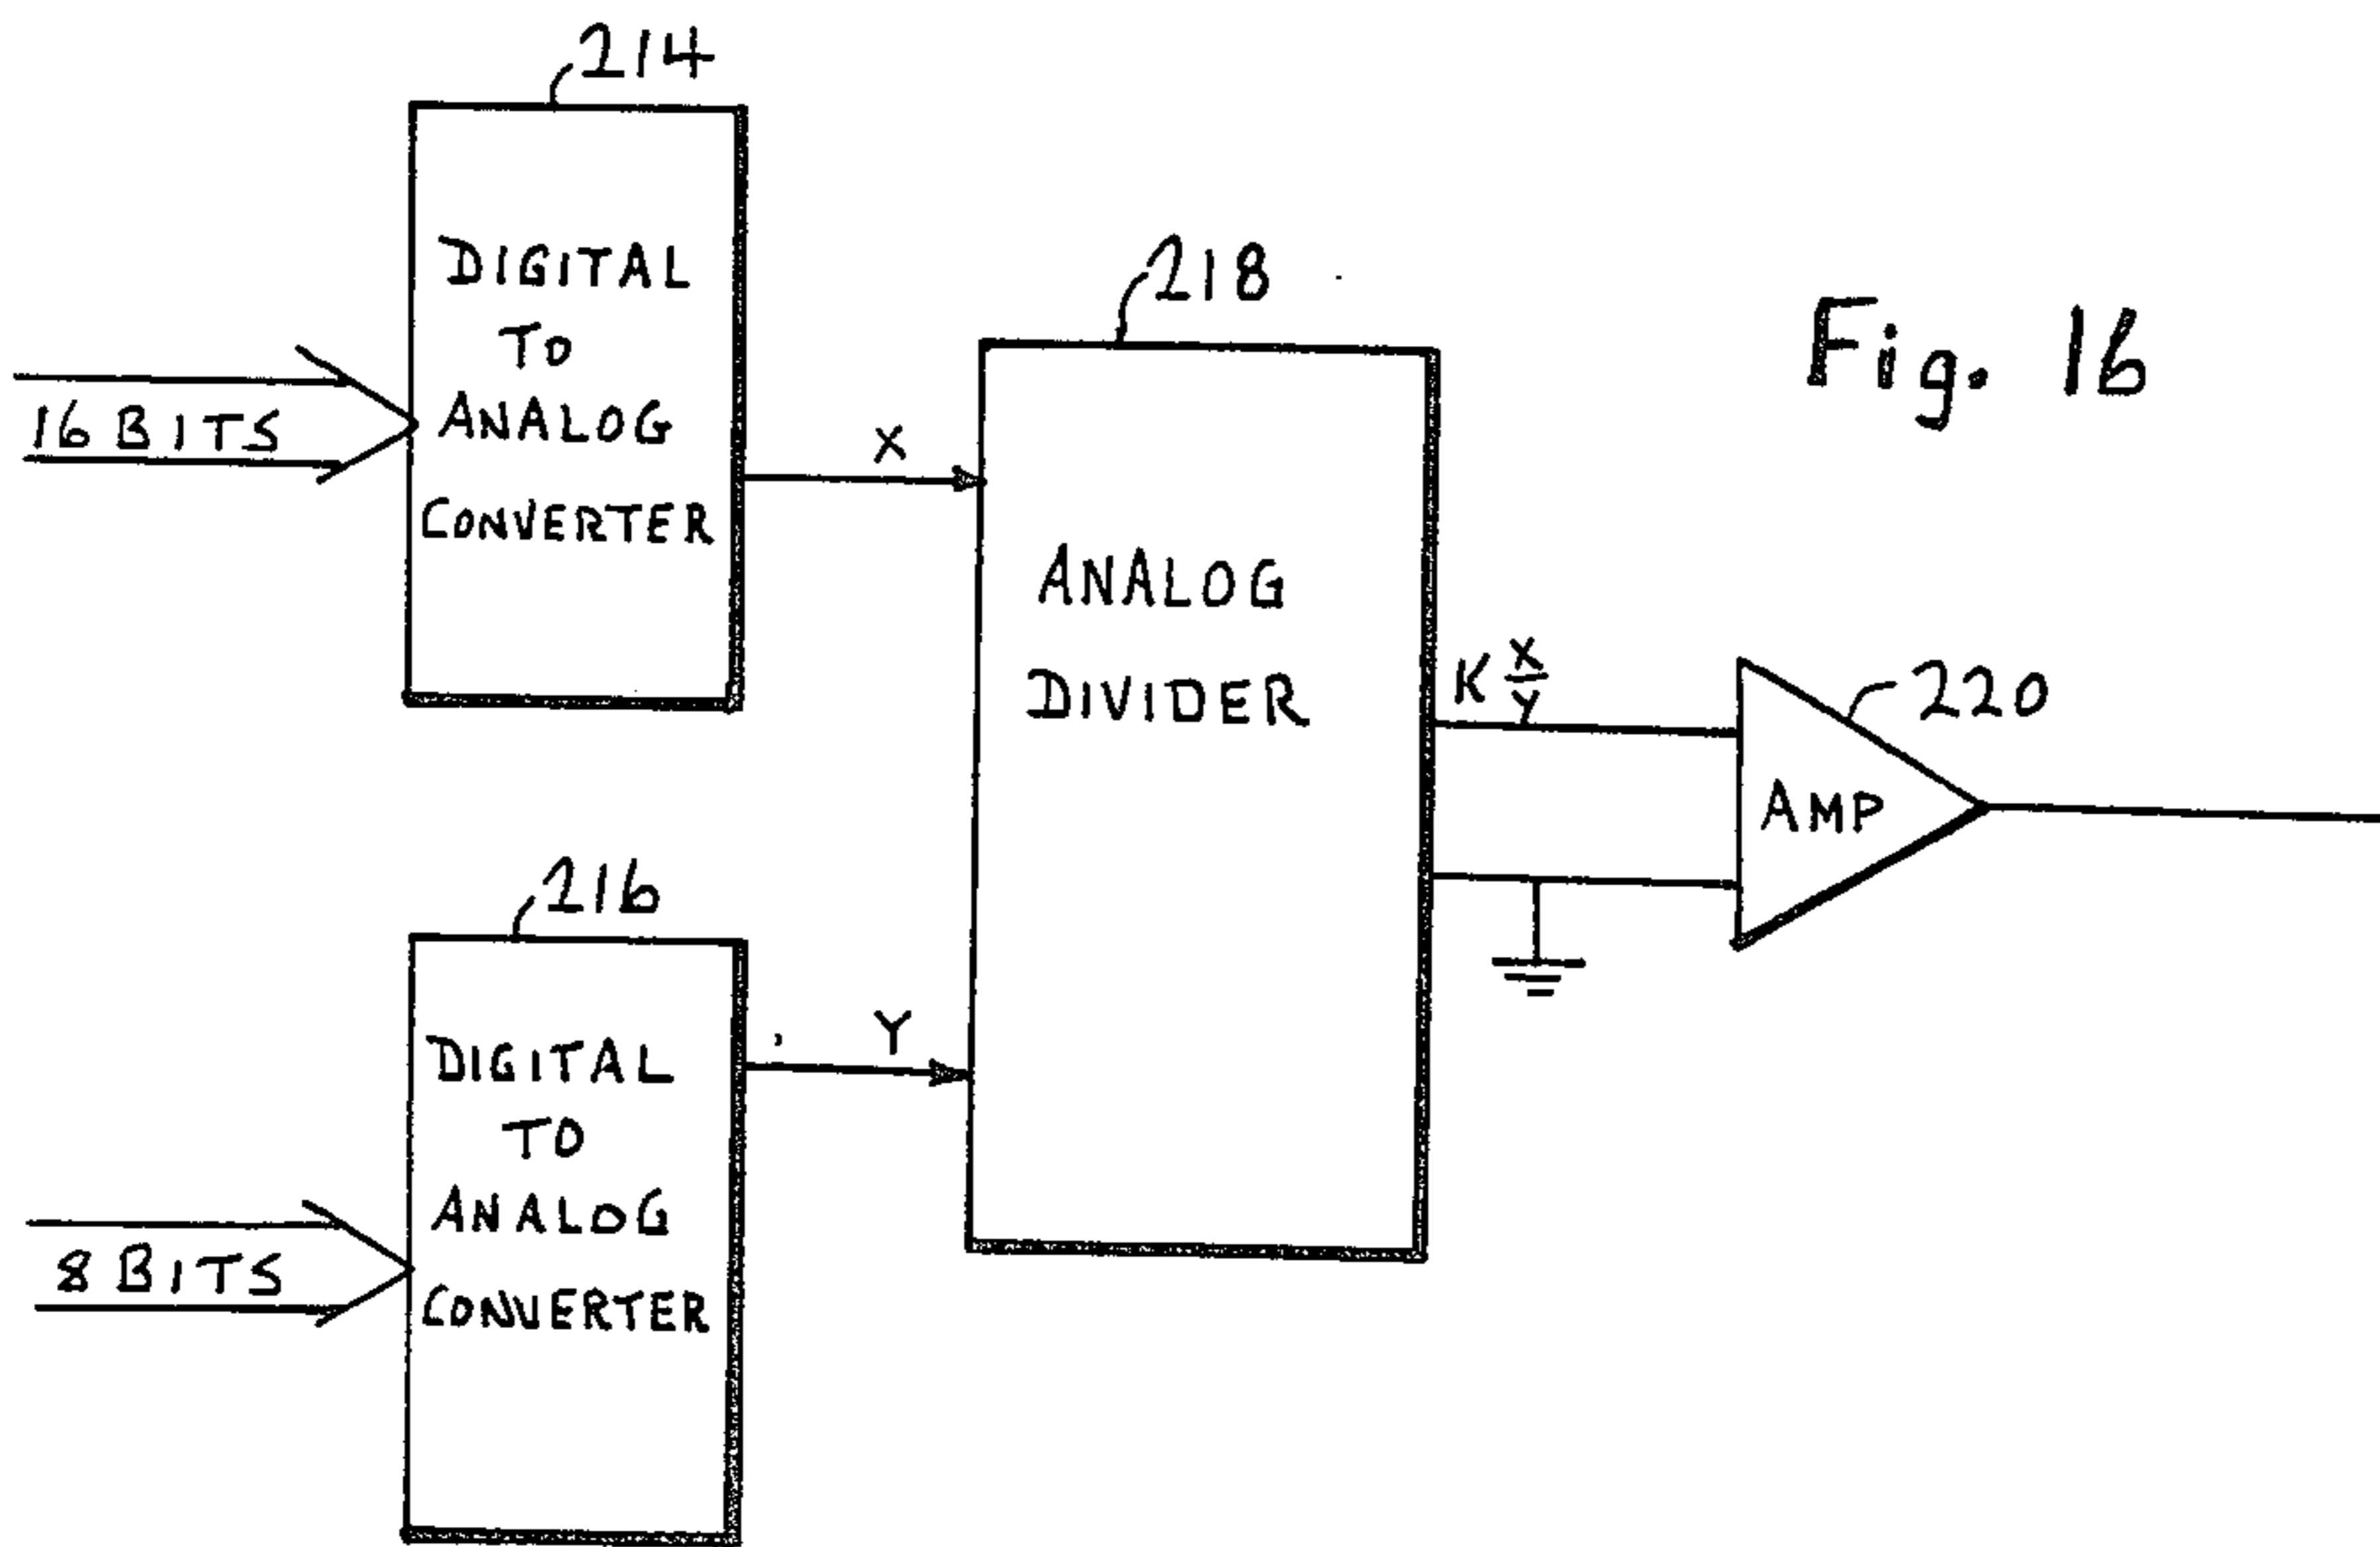 214
DIGITAL
TO
ANALOG
CONVERTER
16 BITS
X
218
ANALOG
DIVIDER
Fig. 16
K X/Y
220
AMP
216
DIGITAL
TO
ANALOG
CONVERTER
8 BITS
Y